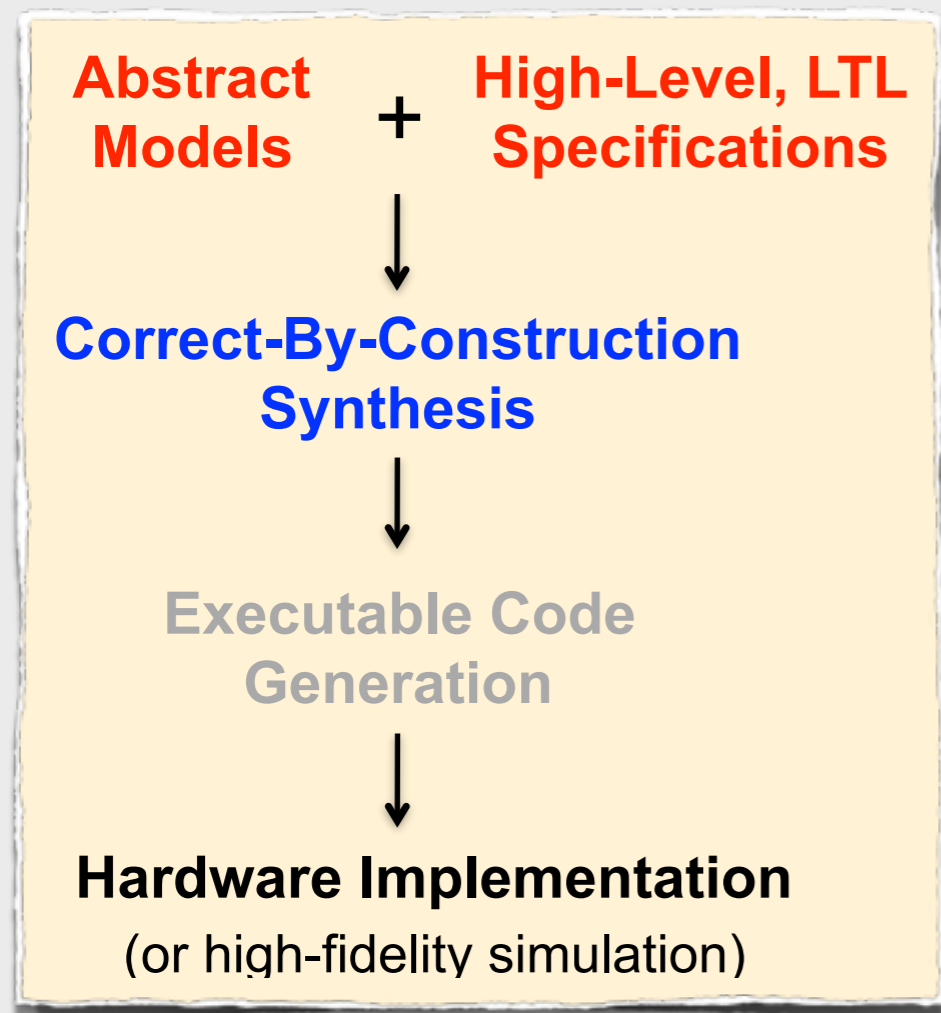 Abstract + High-Level, LTL
Models Specifications
Correct-By-Construction
Synthesis
Executable Code
Generation
Hardware Implementation
(or high-fidelity simulation)